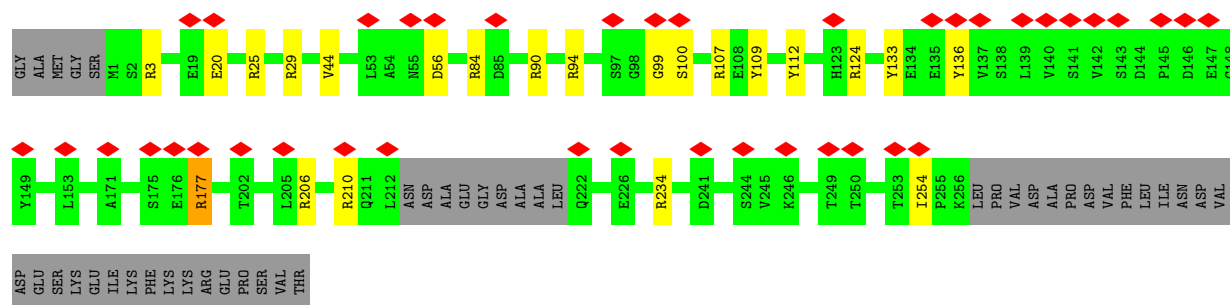 GLY ALA MET GLY SER M1 S2 R3 E19 E20 R25 R29 V44 L53 A54 N55 D56 R84 D85 R90 R94 S97 G98 G99 S100 R107 E108 Y109 Y112 H123 R124 Y133 E134 E135 Y136 V137 S138 L139 V140 S141 V142 S143 D144 P145 D146 E147 G148
Y149 L153 A171 S175 E176 R177 T202 L205 R206 R210 Q211 L212 ASN ASP ALA GLU GLY ASP ALA ALA LEU Q222 E226 R234 D241 S244 V245 K246 T249 T250 T253 I254 P255 K256 LEU PRO VAL ASP ALA PRO ASP VAL PHE LEU ILE ASN ASP VAL
ASP GLU SER LYS GLU ILE LYS PHE LYS LYS ARG GLU PRO SER VAL THR